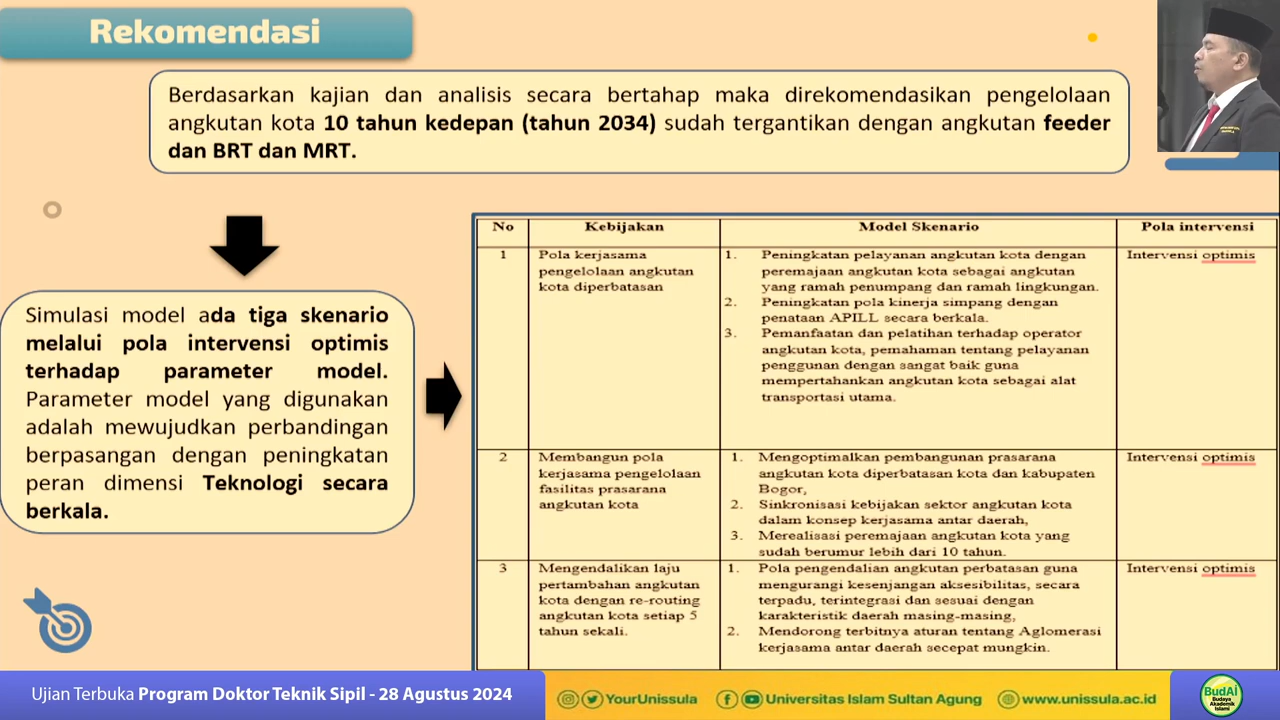 Rekomendasi
Berdasarkan kajian dan analisis secara bertahap maka direkomendasikan pengelolaan
angkutan kota 10 tahun kedepan (tahun 2034) sudah tergantikan dengan angkutan feeder
dan BRT dan MRT.
Simulasi model ada tiga skenario
melalui pola intervensi optimis
terhadap parameter model.
Parameter model yang digunakan
adalah mewujudkan perbandingan
berpasangan dengan peningkatan
peran dimensi Teknologi secara
berkala.
No Kebijakan Model Skenario Pola intervensi
1 Pola kerjasama 1. Peningkatan pelayanan angkutan kota dengan Intervensi optimis
pengelolaan angkutan peremajaan angkutan kota sebagai angkutan
kota diperbatasan yang ramah penumpang dan ramah lingkungan.
2. Peningkatan pola kinerja simpang dengan
penataan APILL secara berkala.
3. Pemanfaatan dan pelatihan terhadap operator
angkutan kota, pemahaman tentang pelayanan
penggunan dengan sangat baik guna
mempertahankan angkutan kota sebagai alat
transportasi utama.
2 Membangun pola 1. Mengoptimalkan pembangunan prasarana Intervensi optimis
kerjasama pengelolaan angkutan kota diperbatasan kota dan kabupaten
fasilitas prasarana Bogor,
angkutan kota 2. Sinkronisasi kebijakan sektor angkutan kota
dalam konsep kerjasama antar daerah,
3. Merealisasi peremajaan angkutan kota yang
sudah berumur lebih dari 10 tahun.
3 Mengendalikan laju 1. Pola pengendalian angkutan perbatasan guna Intervensi optimis
pertambahan angkutan mengurangi kesenjangan aksesibilitas, secara
kota dengan re-routing terpadu, terintegrasi dan sesuai dengan
angkutan kota setiap 5 karakteristik daerah masing-masing,
tahun sekali. 2. Mendorong terbitnya aturan tentang Aglomerasi
kerjasama antar daerah secepat mungkin.
Ujian Terbuka Program Doktor Teknik Sipil - 28 Agustus 2024
YourUnissula
Universitas Islam Sultan Agung
www.unissula.ac.id
BudAI
Budaya
Akademik
Islami